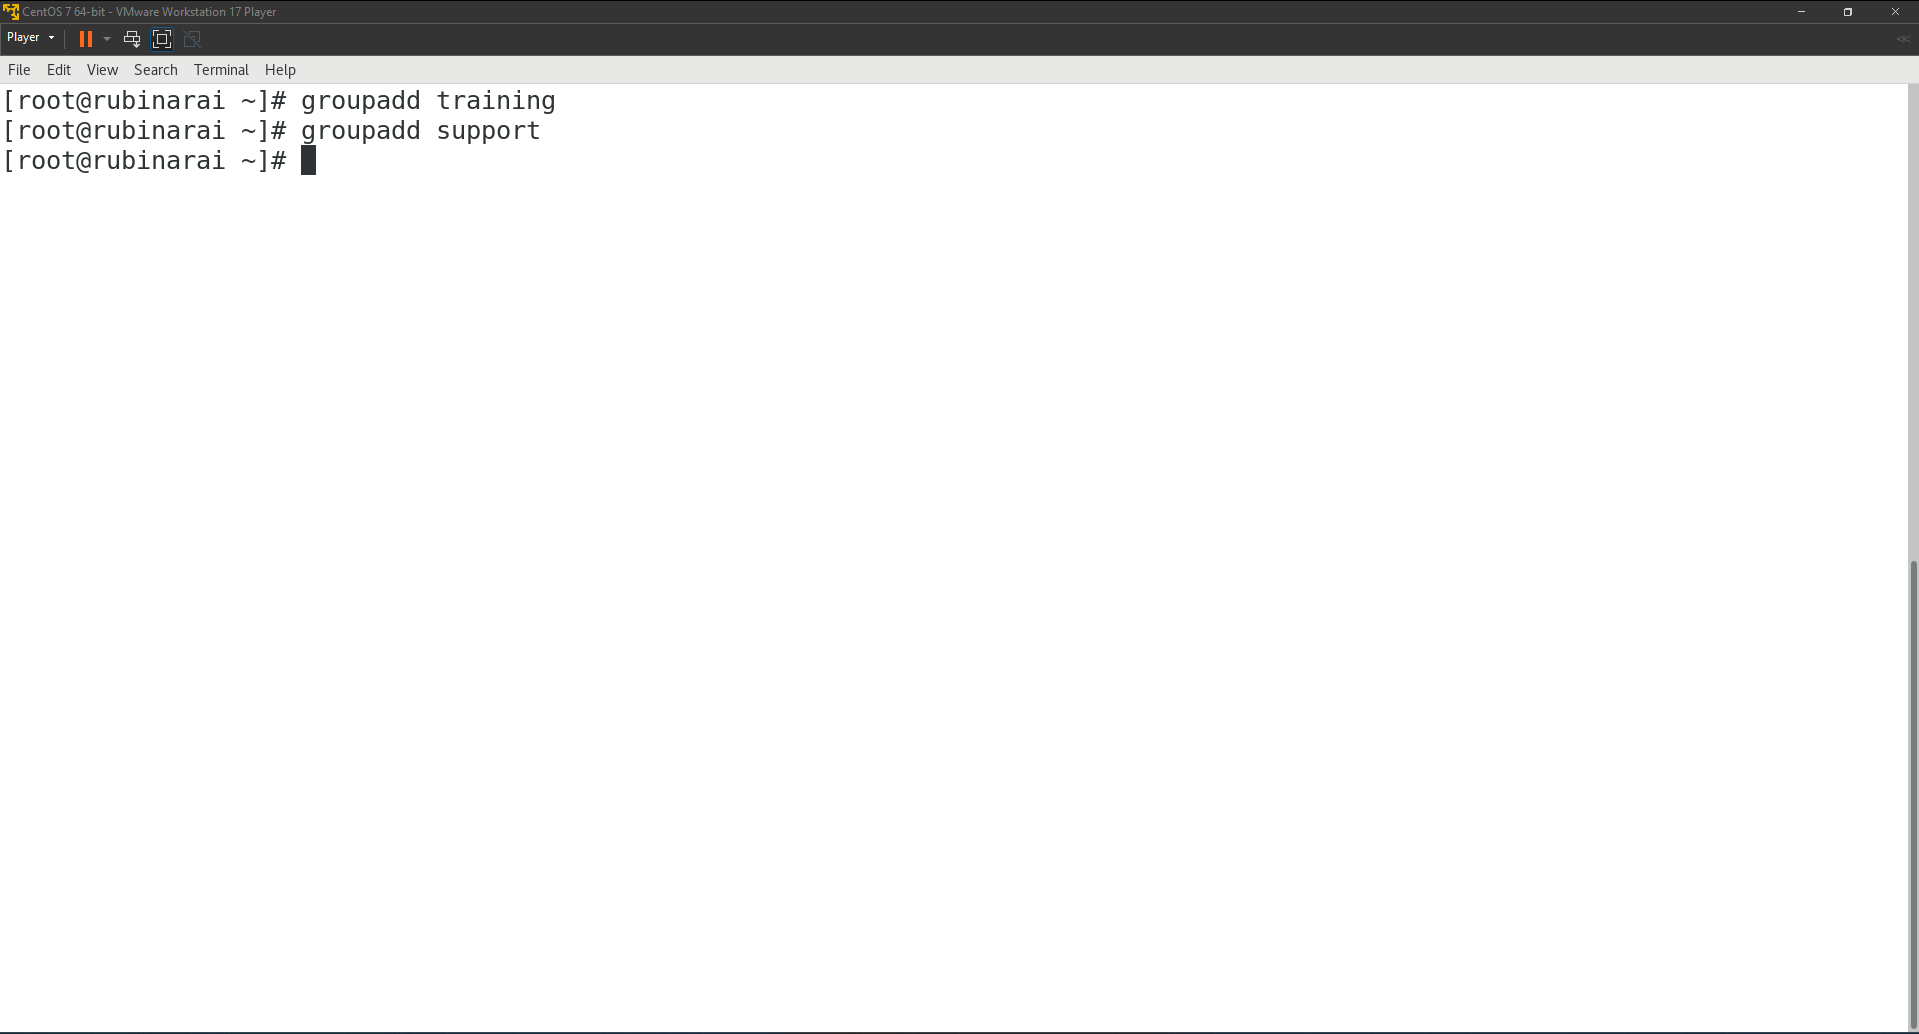 CentOS 7 64-bit - VMware Workstation 17 Player
Player
File Edit View Search Terminal Help
[root@rubinarai ~]# groupadd training
[root@rubinarai ~]# groupadd support
[root@rubinarai ~]#